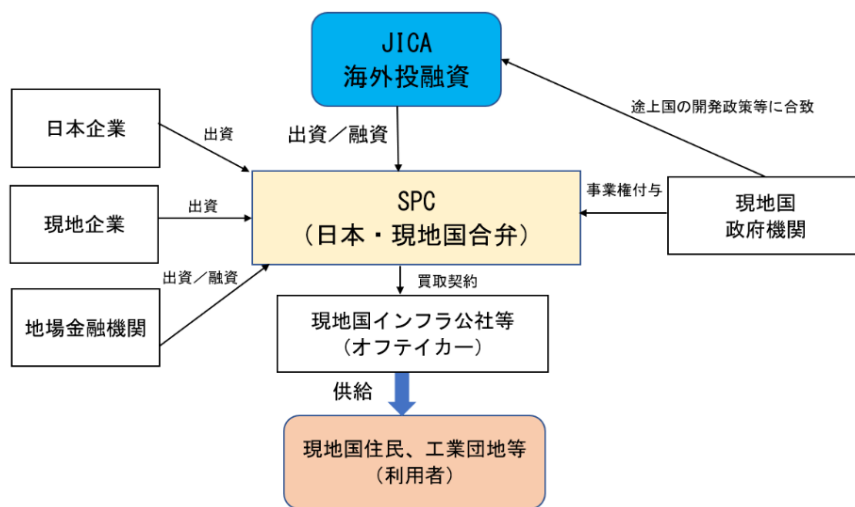 JICA
海外投融資
途上国の開発政策等に合致
日本企業
出資
出資／融資
現地企業
出資
SPC
（日本・現地国合弁）
事業権付与
現地国
政府機関
出資／融資
買取契約
地場金融機関
現地国インフラ公社等
（オフテイカー）
供給
現地国住民、工業団地等
（利用者）